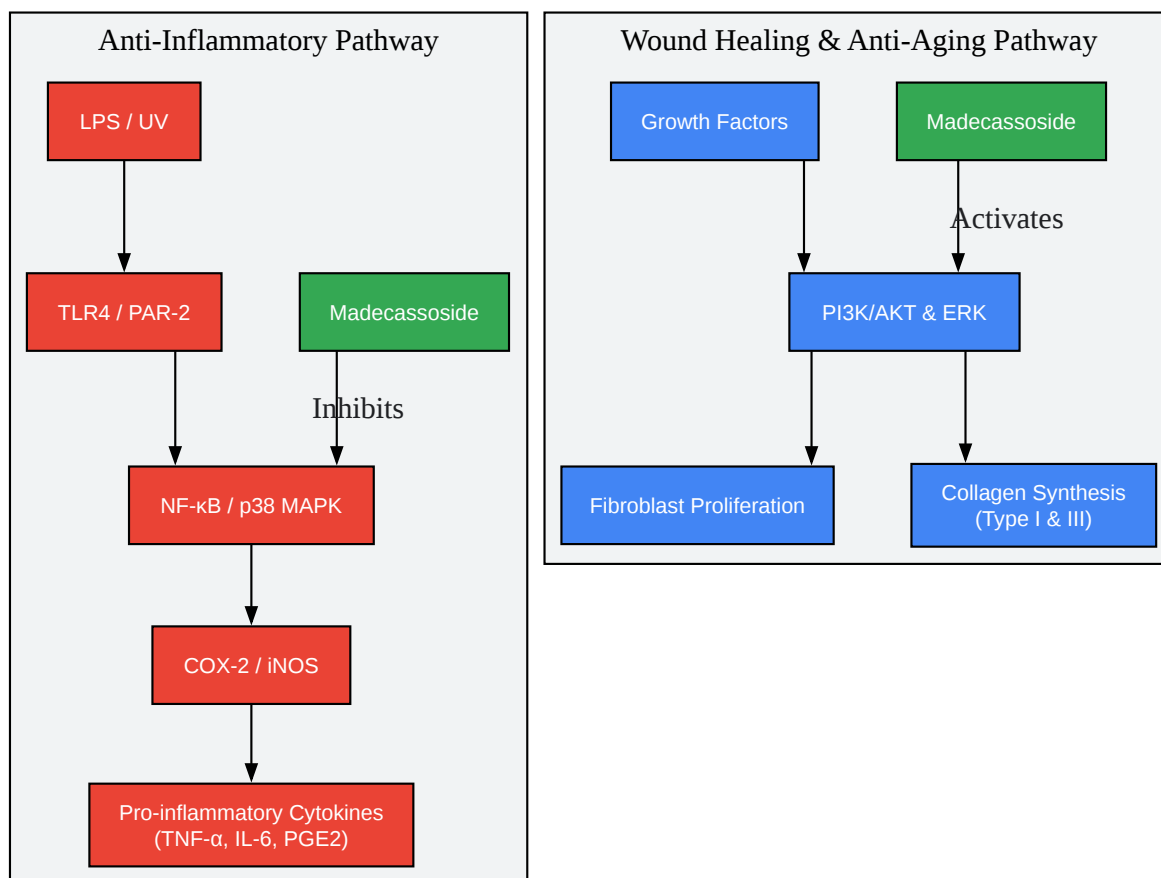 Anti-Inflammatory Pathway
LPS / UV
TLR4 / PAR-2
Madecassoside
Inhibits
NF-κB / p38 MAPK
COX-2 / iNOS
Pro-inflammatory Cytokines
(TNF-α, IL-6, PGE2)
Wound Healing & Anti-Aging Pathway
Growth Factors
Madecassoside
Activates
PI3K/AKT & ERK
Fibroblast Proliferation
Collagen Synthesis
(Type I & III)